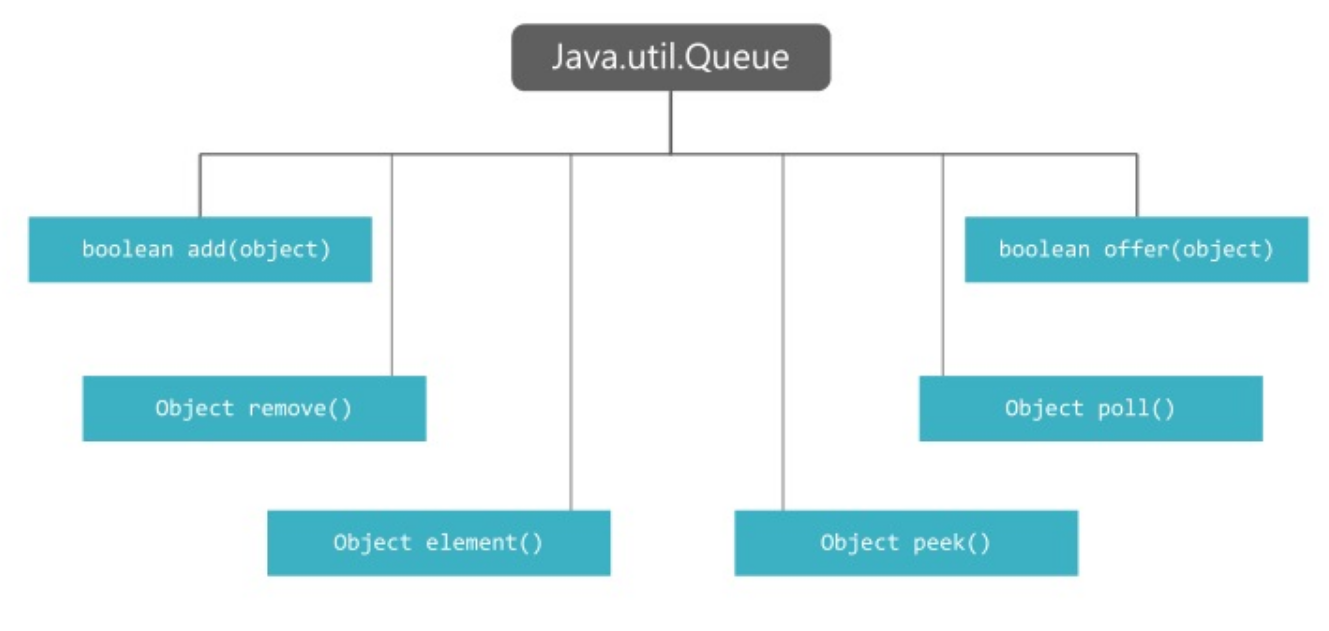 Java.util.Queue
boolean add(object)
boolean offer(object)
Object remove()
Object poll()
Object element()
Object peek()